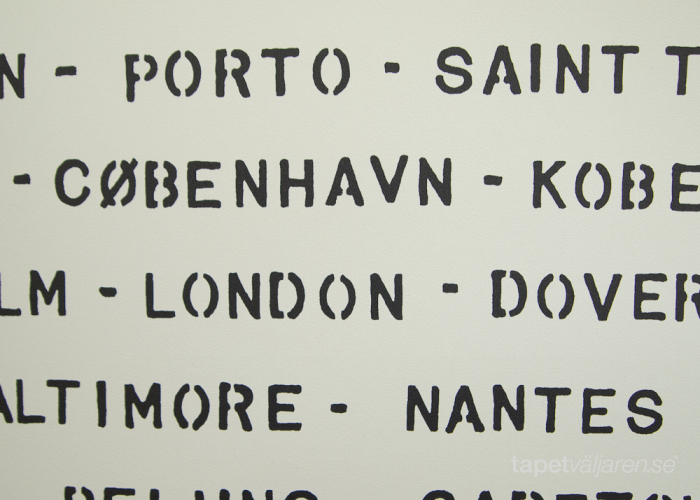 N - PORTO - SAINT T
- CØBENHAVN - KOBE
LM - LONDON - DOVER
ALTIMORE - NANTES
tapetväljaren.se